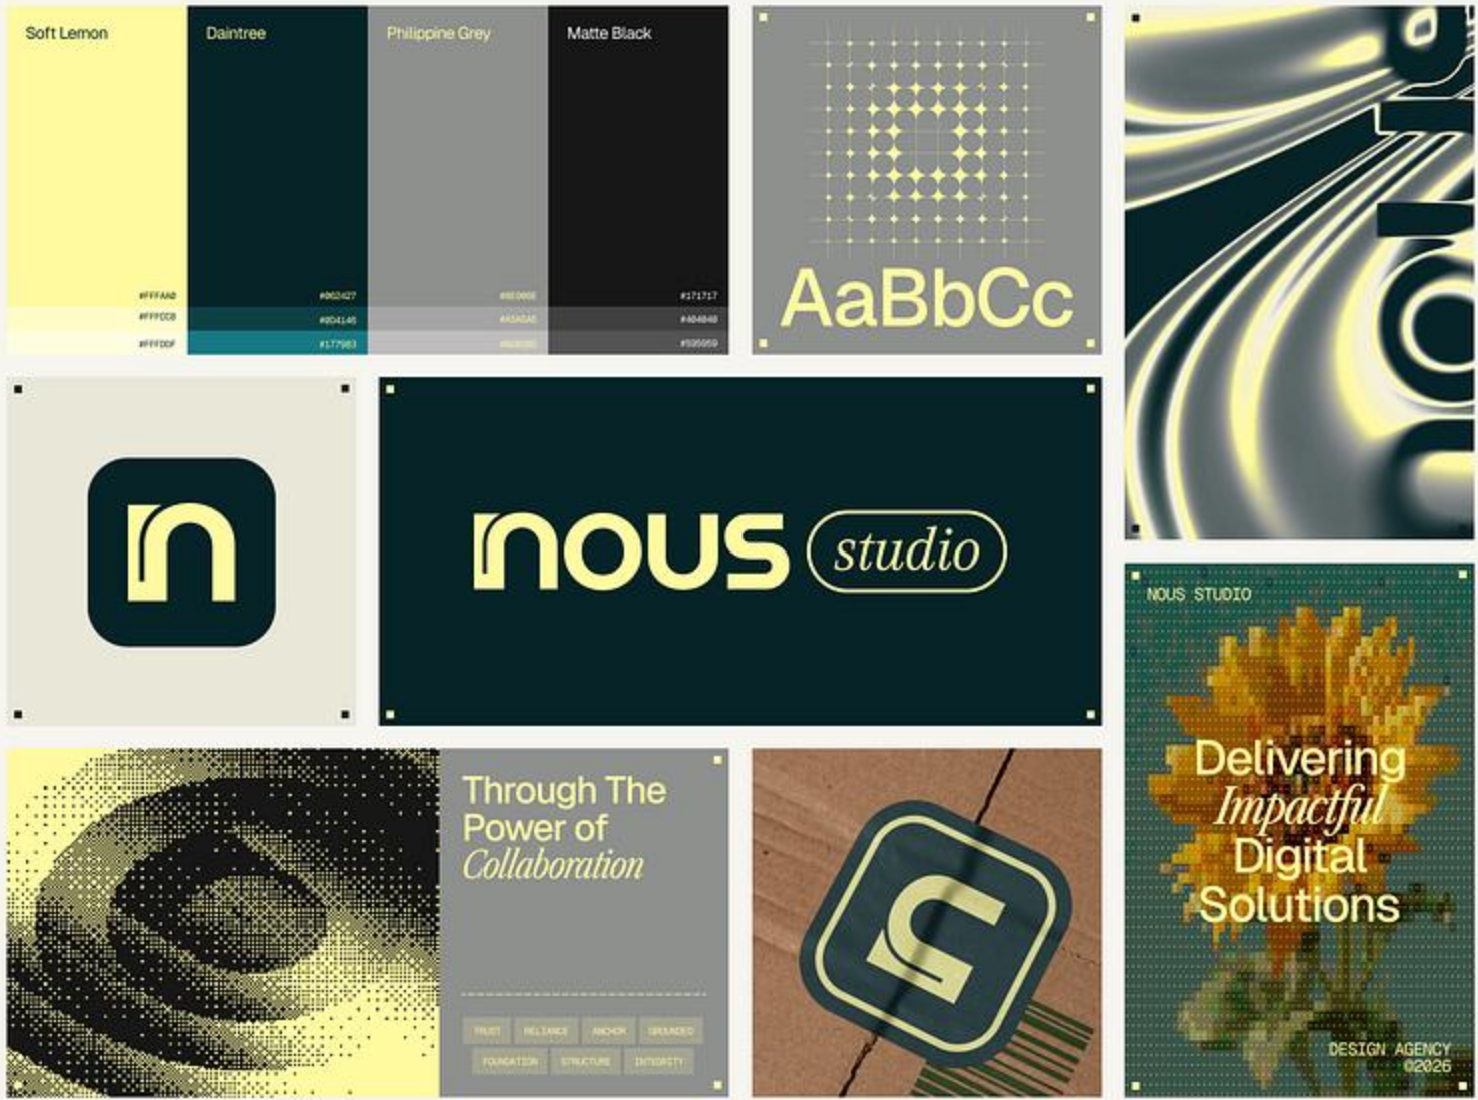 Soft Lemon
Daintree
Philippine Grey
Matte Black
#FFFAA0
#062427
#171717
#FFFCC8
#0D4146
#404040
#FFFDDF
#177983
#595959
AaBbCc
nous
n
nous studio
NOUS STUDIO
Delivering
Impactful
Digital
Solutions
DESIGN AGENCY
©2026
Through The
Power of
Collaboration
TRUST
RELIANCE
ANCHOR
GROUNDED
FOUNDATION
STRUCTURE
INTEGRITY
n